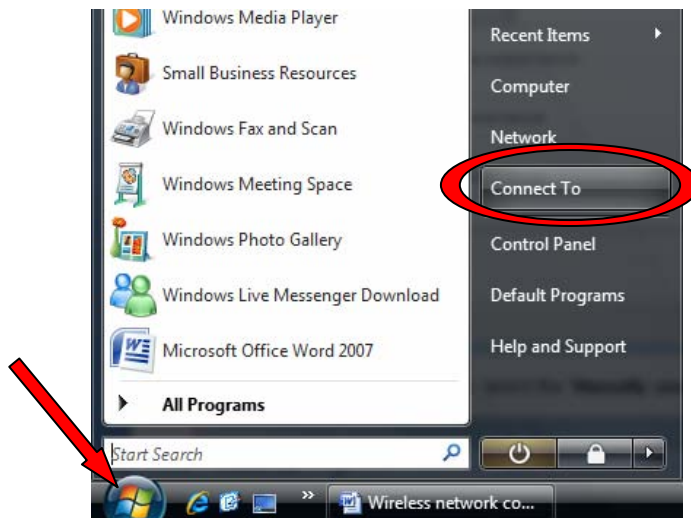 Windows Media Player
Small Business Resources
Windows Fax and Scan
Windows Meeting Space
Windows Photo Gallery
Windows Live Messenger Download
Microsoft Office Word 2007
All Programs
Start Search
Recent Items
Computer
Network
Connect To
Control Panel
Default Programs
Help and Support
Wireless network co...